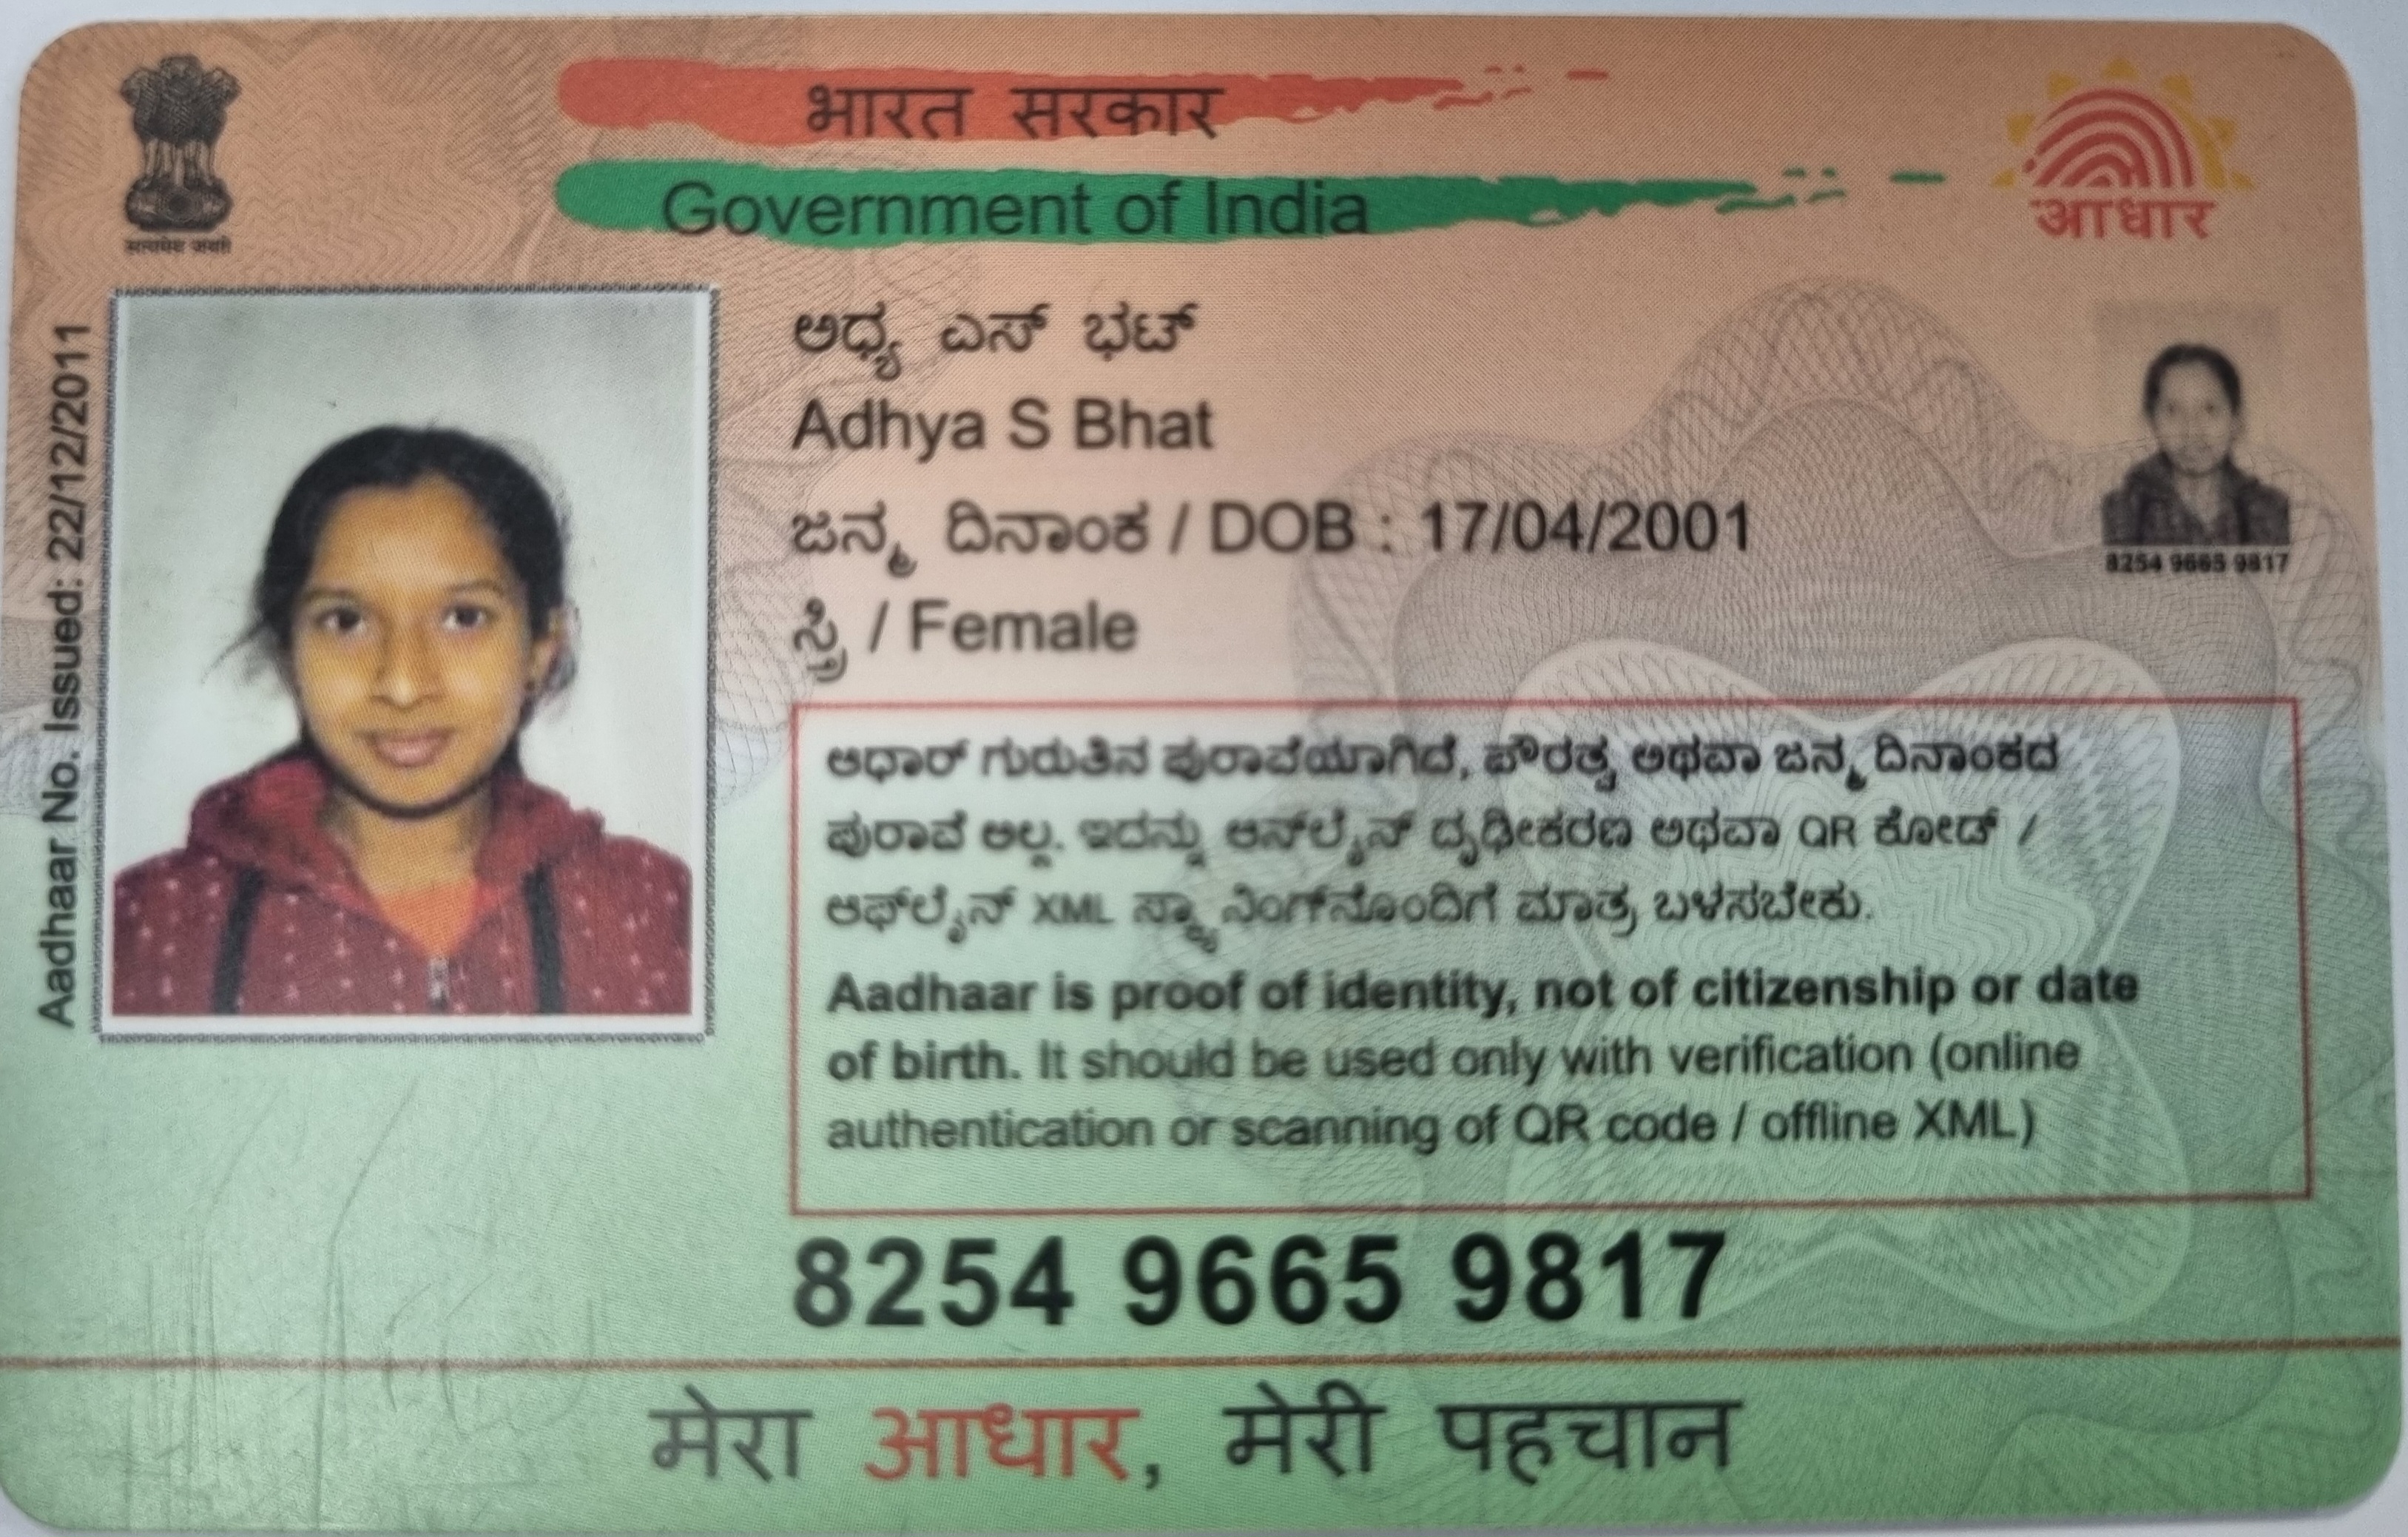 भारत सरकार
Government of India
सत्यमेव जयते
आधार
Aadhaar No. Issued: 22/12/2011
ಅಧ್ಯ ಎಸ್ ಭಟ್
Adhya S Bhat
ಜನ್ಮ ದಿನಾಂಕ / DOB : 17/04/2001
ಸ್ತ್ರೀ / Female
8254 9665 9817
ಆಧಾರ್ ಗುರುತಿನ ಪುರಾವೆಯಾಗಿದೆ, ಪೌರತ್ವ ಅಥವಾ ಜನ್ಮ ದಿನಾಂಕದ
ಪುರಾವೆ ಅಲ್ಲ. ಇದನ್ನು ಆನ್‌ಲೈನ್ ದೃಢೀಕರಣ ಅಥವಾ QR ಕೋಡ್ /
ಆಫ್‌ಲೈನ್ XML ಸ್ಕ್ಯಾನಿಂಗ್‌ನೊಂದಿಗೆ ಮಾತ್ರ ಬಳಸಬೇಕು.
Aadhaar is proof of identity, not of citizenship or date
of birth. It should be used only with verification (online
authentication or scanning of QR code / offline XML)
8254 9665 9817
मेरा आधार, मेरी पहचान